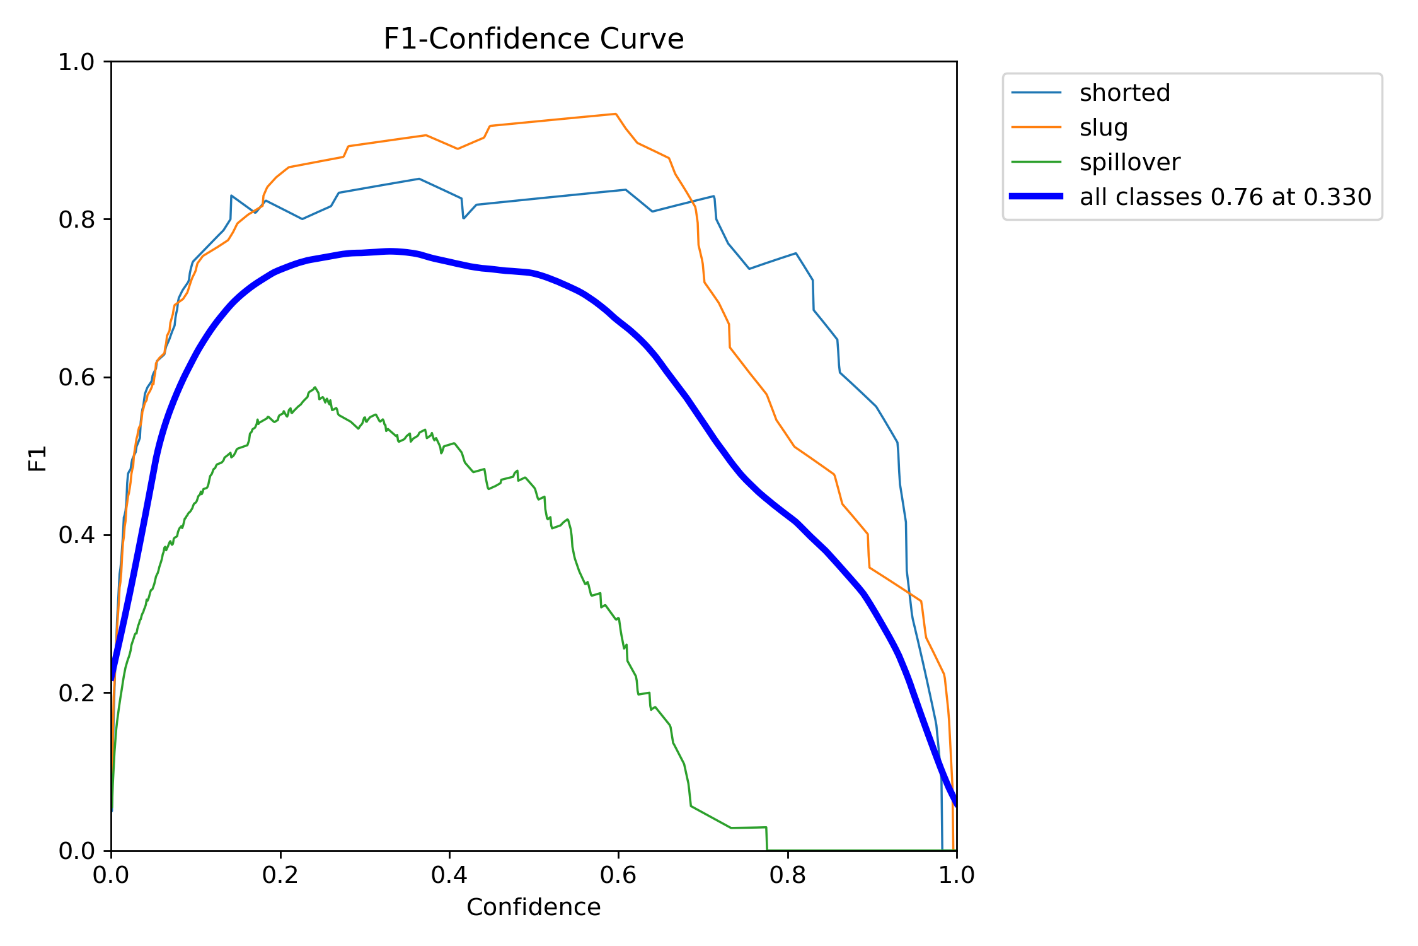 F1-Confidence Curve
1.0
0.8
0.6
0.4
0.2
0.0
F1
0.0 0.2 0.4 0.6 0.8 1.0
Confidence
shorted
slug
spillover
all classes 0.76 at 0.330